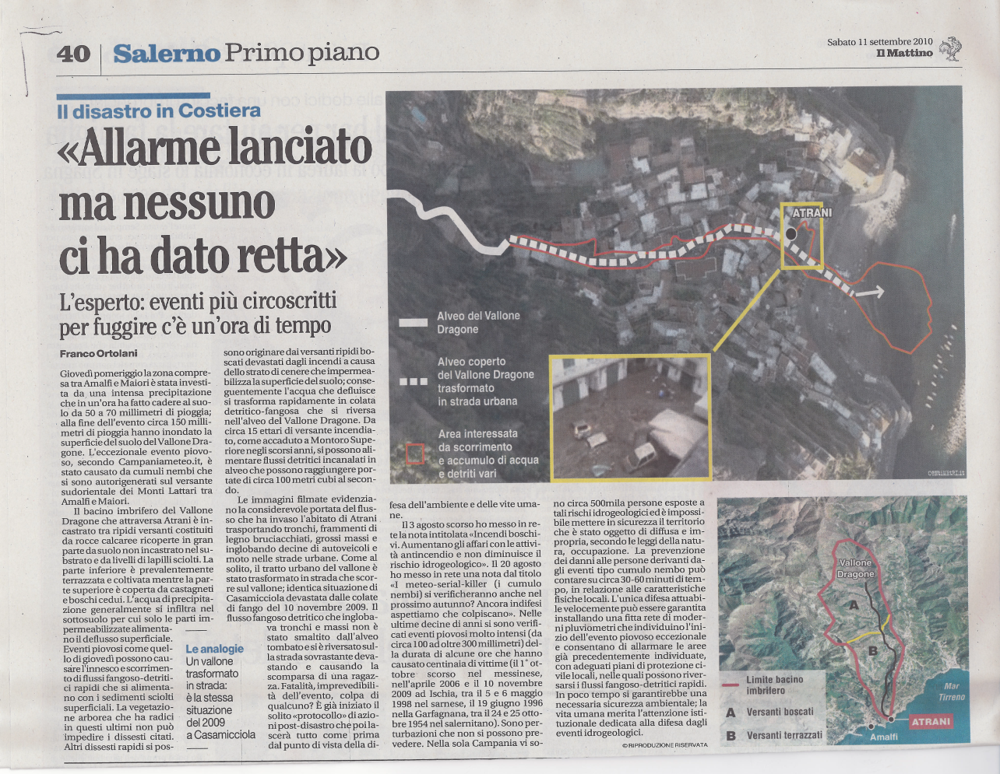 40
Salerno Primo piano
Sabato 11 settembre 2010
Il Mattino
Il disastro in Costiera
«Allarme lanciato
ma nessuno
ci ha dato retta»
L'esperto: eventi più circoscritti
per fuggire c'è un'ora di tempo
Franco Ortolani
Giovedì pomeriggio la zona compre-
sa tra Amalfi e Maiori è stata investi-
ta da una intensa precipitazione
che in un'ora ha fatto cadere al suo-
lo da 50 a 70 millimetri di pioggia;
alla fine dell'evento circa 150 milli-
metri di pioggia hanno inondato la
superficie del suolo del Vallone Dra-
gone. L'eccezionale evento piovo-
so, secondo Campaniameteo.it, è
stato causato da cumuli nembi che
si sono autorigenerati sul versante
sudorientale dei Monti Lattari tra
Amalfi e Maiori.
Il bacino imbrifero del Vallone
Dragone che attraversa Atrani è in-
castrato tra ripidi versanti costituiti
da rocce calcaree ricoperte in gran
parte da suolo non incastrato nel su-
bstrato e da livelli di lapilli sciolti. La
parte inferiore è prevalentemente
terrazzata e coltivata mentre la par-
te superiore è coperta da castagneti
e boschi cedui. L'acqua di precipita-
zione generalmente si infiltra nel
sottosuolo per cui solo le parti im-
permeabilizzate alimenta-
no il deflusso superficiale.
Eventi piovosi come quel-
lo di giovedì possono cau-
sare l'innesco e scorrimen-
to di flussi fangoso-detriti-
ci rapidi che si alimenta-
no con i sedimenti sciolti
superficiali. La vegetazio-
ne arborea che ha radici
in questi ultimi non può
impedire i dissesti citati.
Altri dissesti rapidi si pos-
Le analogie
Un vallone
trasformato
in strada:
è la stessa
situazione
del 2009
a Casamicciola
sono originare dai versanti ripidi bo-
scati devastati dagli incendi a causa
dello strato di cenere che impermea-
bilizza la superficie del suolo; conse-
guentemente l'acqua che defluisce
si trasforma rapidamente in colata
detritico-fangosa che si riversa
nell'alveo del Vallone Dragone. Da
circa 15 ettari di versante incendia-
to, come accaduto a Montoro Supe-
riore negli scorsi anni, si possono ali-
mentare flussi detritici incanalati in
alveo che possono raggiungere por-
tate di circa 100 metri cubi al secon-
do.
Le immagini filmate evidenzia-
no la considerevole portata del flus-
so che ha invaso l'abitato di Atrani
trasportando tronchi, frammenti di
legno bruciacchiati, grossi massi e
inglobando decine di autoveicoli e
moto nelle strade urbane. Come al
solito, il tratto urbano del vallone è
stato trasformato in strada che scor-
re sul vallone; identica situazione di
Casamicciola devastata dalle colate
di fango del 10 novembre 2009. Il
flusso fangoso detritico che ingloba-
va tronchi e massi non è
stato smaltito dall'alveo
tombato e si è riversato sul-
la strada sovrastante deva-
stando e causando la
scomparsa di una ragaz-
za. Fatalità, imprevedibili-
tà dell'evento, colpa di
qualcuno? È già iniziato il
solito «protocollo» di azio-
ni post-disastro che poi la-
scerà tutto come prima
dal punto di vista della di-
fesa dell'ambiente e delle vite uma-
ne.
Il 3 agosto scorso ho messo in re-
te la nota intitolata «Incendi boschi-
vi. Aumentano gli affari con le attivi-
tà antincendio e non diminuisce il
rischio idrogeologico». Il 20 agosto
ho messo in rete una nota dal titolo
«I meteo-serial-killer (i cumulo
nembi) si verificheranno anche nel
prossimo autunno? Ancora indifesi
aspettiamo che colpiscano». Nelle
ultime decine di anni si sono verifi-
cati eventi piovosi molto intensi (da
circa 100 ad oltre 300 millimetri) del-
la durata di alcune ore che hanno
causato centinaia di vittime (il 1° ot-
tobre scorso nel messinese,
nell'aprile 2006 e il 10 novembre
2009 ad Ischia, tra il 5 e 6 maggio
1998 nel sarnese, il 19 giugno 1996
nella Garfagnana, tra il 24 e 25 otto-
bre 1954 nel salernitano). Sono per-
turbazioni che non si possono pre-
vedere. Nella sola Campania vi so-
no circa 500mila persone esposte a
tali rischi idrogeologici ed è impossi-
bile mettere in sicurezza il territorio
che è stato oggetto di diffusa e im-
propria, secondo le leggi della natu-
ra, occupazione. La prevenzione
dei danni alle persone derivanti da-
gli eventi tipo cumulo nembo può
contare su circa 30-60 minuti di tem-
po, in relazione alle caratteristiche
fisiche locali. L'unica difesa attuabi-
le velocemente può essere garantita
installando una fitta rete di moder-
ni pluviometri che individuino l'ini-
zio dell'evento piovoso eccezionale
e consentano di allarmare le aree
già precedentemente individuate,
con adeguati piani di protezione ci-
vile locali, nelle quali possono river-
sarsi i flussi fangoso-detritici rapidi.
In poco tempo si garantirebbe una
necessaria sicurezza ambientale; la
vita umana merita l'attenzione isti-
tuzionale dedicata alla difesa dagli
eventi idrogeologici.
© RIPRODUZIONE RISERVATA
ATRANI
Alveo del Vallone
Dragone
Alveo coperto
del Vallone Dragone
trasformato
in strada urbana
Area interessata
da scorrimento
e accumulo di acqua
e detriti vari
centimetri.it
Vallone
Dragone
A
B
Limite bacino
imbrifero
A Versanti boscati
B Versanti terrazzati
Mar
Tirreno
ATRANI
Amalfi